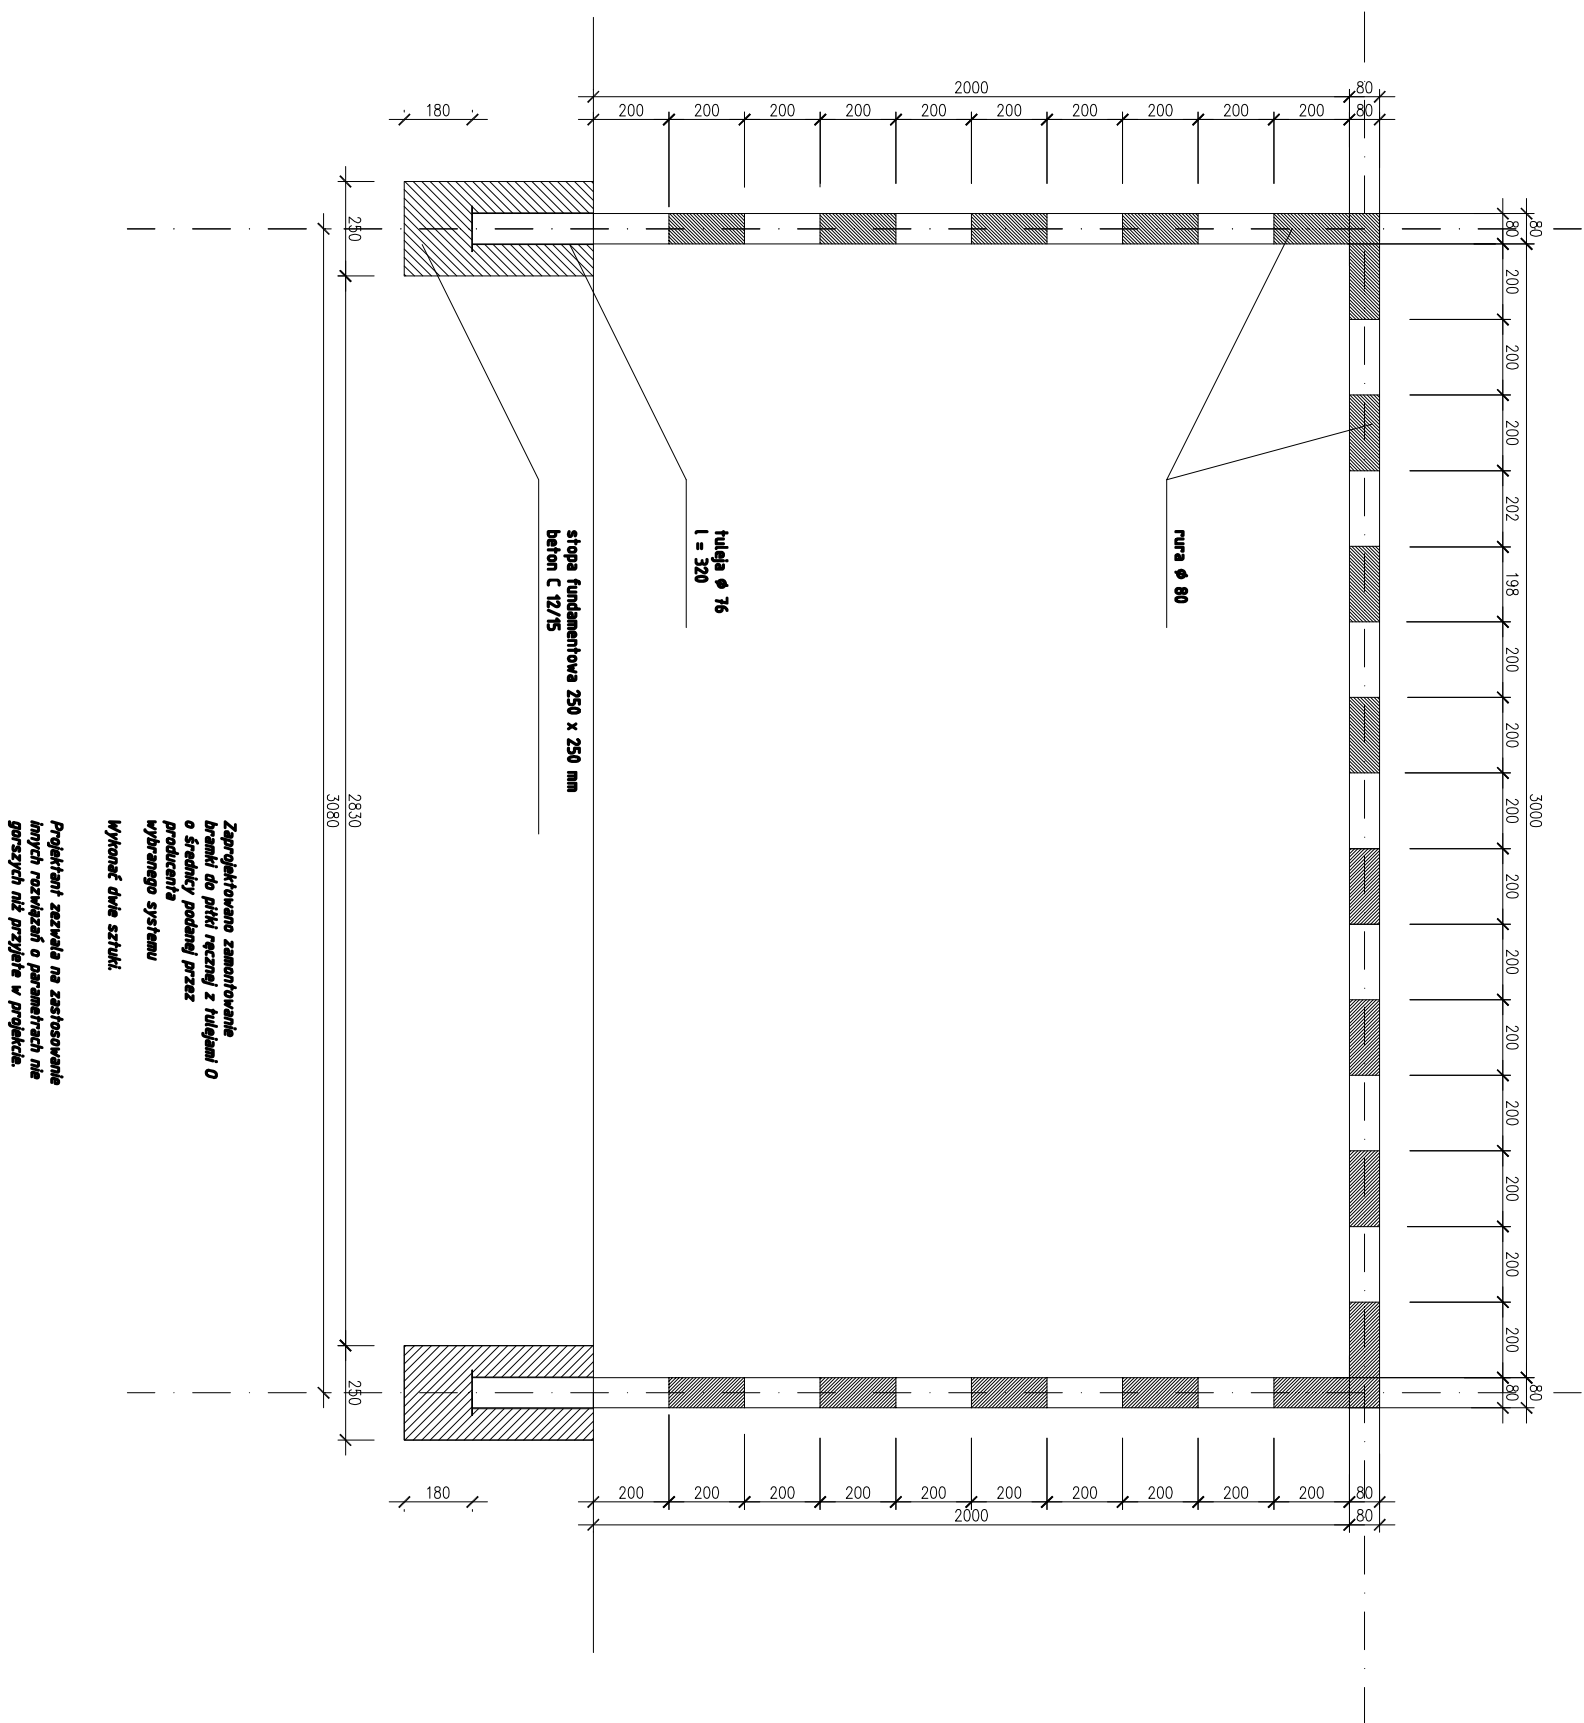 80 3000 80
80 200 200 200 202 198 200 200 200 200 200 200 200 200 200 200 80
80 2000
80 200 200 200 200 200 200 200 200 200 200
180
rura ø 80
tuleja ø 76
l = 320
stopa fundamentowa 250 x 250 mm
beton C 12/15
80 200 200 200 200 200 200 200 200 200 200
80 2000
180
250 2830 250
3080
Zaprojektowano zamontowanie
bramki do piłki ręcznej z tulejami O
o średnicy podanej przez
producenta
wybranego systemu
Wykonać dwie sztuki.
Projektant zezwala na zastosowanie
innych rozwiązań o parametrach nie
gorszych niż przyjęte w projekcie.